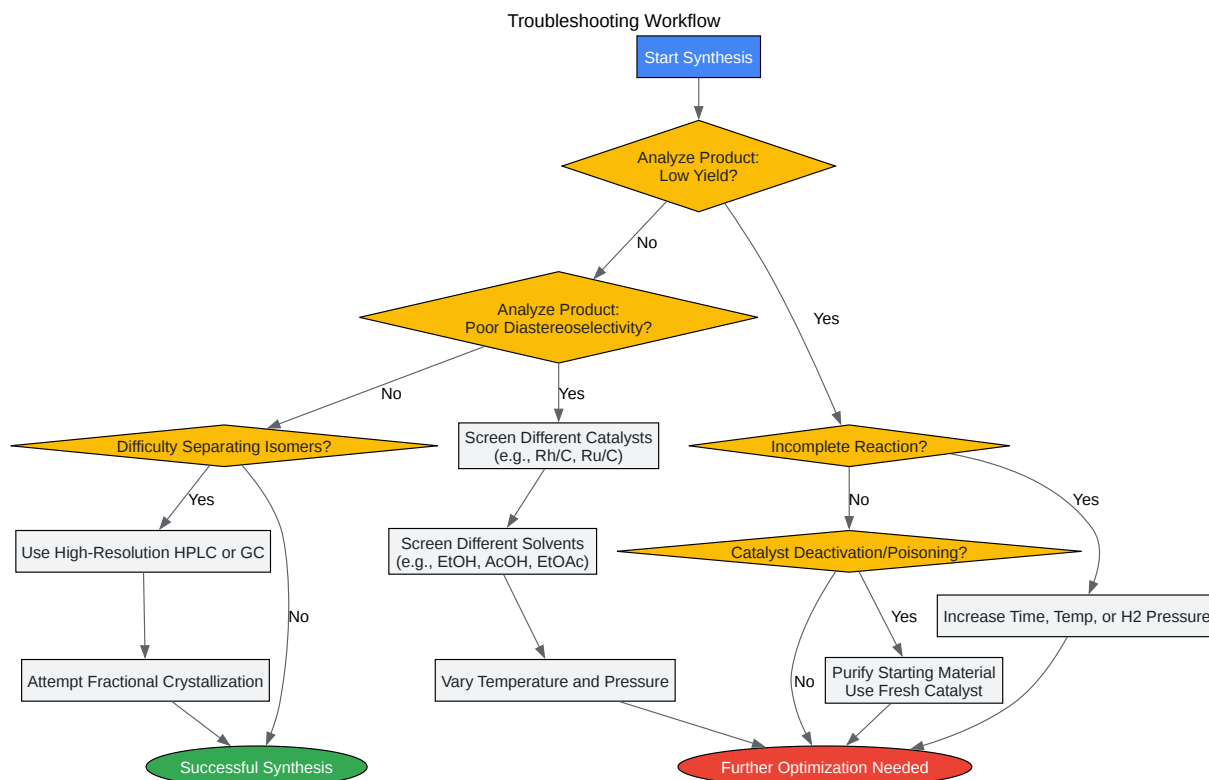 Troubleshooting Workflow
Start Synthesis
Analyze Product:
Low Yield?
No
Yes
Analyze Product:
Poor Diastereoselectivity?
No
Yes
Difficulty Separating Isomers?
Screen Different Catalysts
(e.g., Rh/C, Ru/C)
Incomplete Reaction?
Yes
No
Yes
Use High-Resolution HPLC or GC
Screen Different Solvents
(e.g., EtOH, AcOH, EtOAc)
Catalyst Deactivation/Poisoning?
No
Yes
Increase Time, Temp, or H2 Pressure
Attempt Fractional Crystallization
Vary Temperature and Pressure
No
Purify Starting Material
Use Fresh Catalyst
Successful Synthesis
Further Optimization Needed